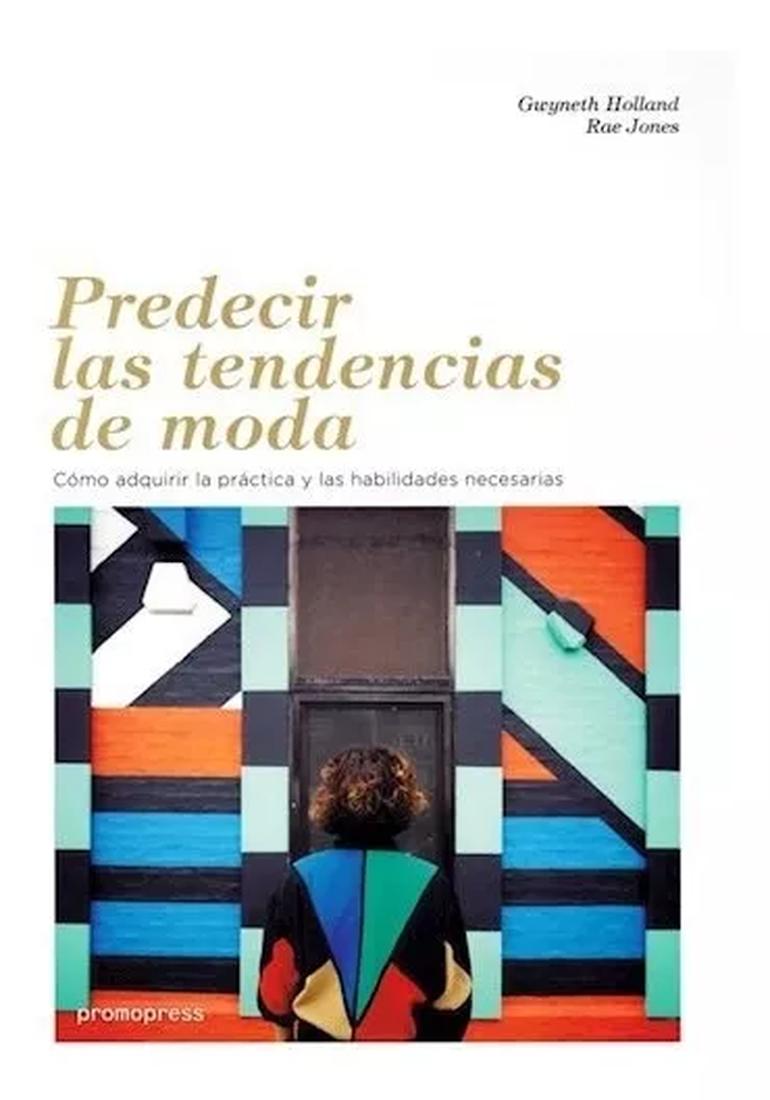 Gwyneth Holland
Rae Jones
Predecir
las tendencias
de moda
Cómo adquirir la práctica y las habilidades necesarias
promopress